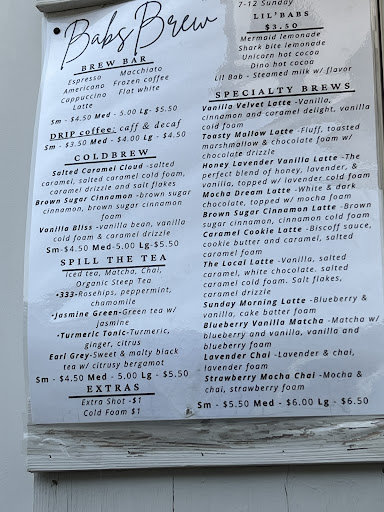 Babs Brew
BREW BAR
Espresso Macchiato
Americano Frozen coffee
Cappuccino Flat white
Latte
Sm - $4.50 Med - 5.00 Lg- $5.50
DRIP coffee: caff & decaf
Sm - $3.50 Med - $4.00 Lg - $4.50
COLDBREW
Salted Caramel Cloud -salted
caramel, salted caramel cold foam,
caramel drizzle and salt flakes
Brown Sugar Cinnamon -brown sugar
cinnamon, brown sugar cinnamon
foam
Vanilla Bliss -vanilla bean, vanilla
cold foam & caramel drizzle
Sm-$4.50 Med-5.00 Lg-$5.50
SPILL THE TEA
Iced tea, Matcha, Chai,
Organic Steep Tea
•333-Rosehips, peppermint,
chamomile
•Jasmine Green-Green tea w/
jasmine
•Turmeric Tonic-Turmeric,
ginger, citrus
Earl Grey-Sweet & malty black
tea w/ citrusy bergamot
Sm - $4.50 Med - 5.00 Lg - $5.50
EXTRAS
Extra Shot -$1
Cold Foam $1
7-12 Sunday
LIL'BABS
$3.50
Mermaid lemonade
Shark bite lemonade
Unicorn hot cocoa
Dino hot cocoa
Lil Bab - Steamed milk w/ flavor
SPECIALTY BREWS
Vanilla Velvet Latte -Vanilla,
cinnamon and caramel delight, vanilla
cold foam
Toasty Mallow Latte -Fluff, toasted
marshmallow & chocolate foam w/
chocolate drizzle
Honey Lavender Vanilla Latte -The
perfect blend of honey, lavender, &
vanilla, topped w/ lavender cold foam
Mocha Dream Latte -White & dark
chocolate, topped w/ mocha foam
Brown Sugar Cinnamon Latte -Brown
sugar cinnamon, cinnamon cold foam
Caramel Cookie Latte -Biscoff sauce,
cookie butter and caramel, salted
caramel foam
The Local Latte -Vanilla, salted
caramel, white chocolate. salted
caramel cold foam. Salt flakes,
caramel drizzle
Sunday Morning Latte -Blueberry &
vanilla, cake batter foam
Blueberry Vanilla Matcha -Matcha w/
blueberry and vanilla, vanilla and
blueberry foam
Lavender Chai -Lavender & chai,
lavender foam
Strawberry Mocha Chai -Mocha &
chai, strawberry foam
Sm - $5.50 Med - $6.00 Lg - $6.50